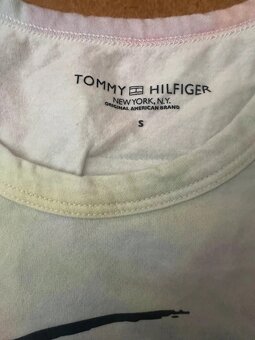 TOMMY HILFIGER
NEW YORK, N.Y.
ORIGINAL AMERICAN BRAND
S